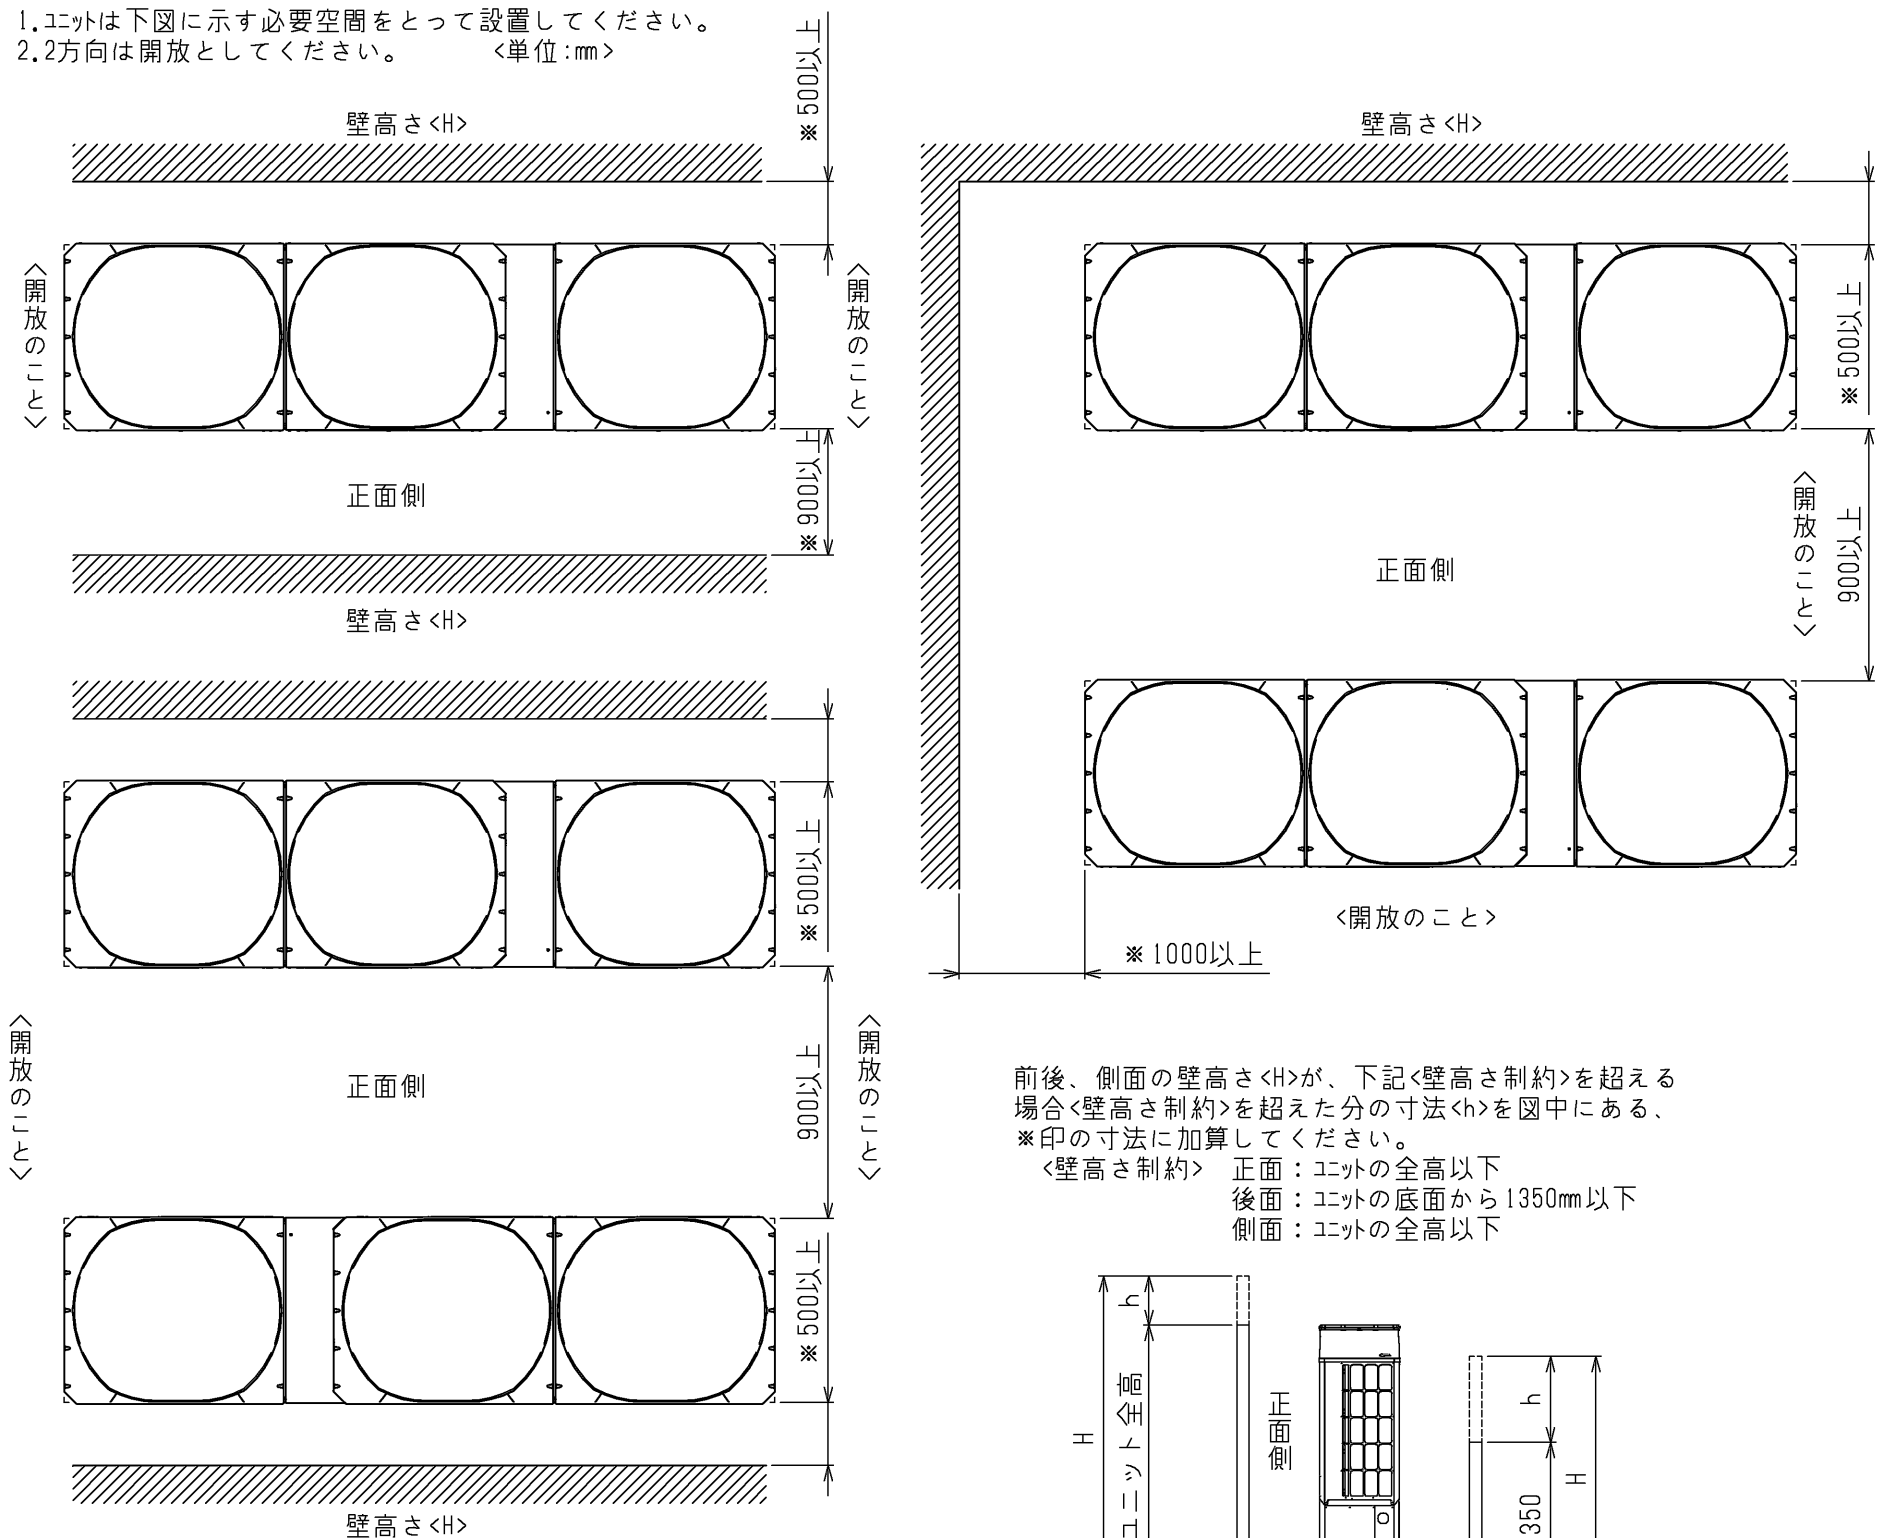 1.ユニットは下図に示す必要空間をとって設置してください。
2.2方向は開放としてください。 <単位:mm>
※500以上
壁高さ<H>
<開放のこと>
<開放のこと>
正面側
※900以上
壁高さ<H>
※500以上
<開放のこと>
正面側
900以上
<開放のこと>
※500以上
壁高さ<H>
壁高さ<H>
※500以上
<開放のこと>
900以上
正面側
<開放のこと>
※1000以上
前後、側面の壁高さ<H>が、下記<壁高さ制約>を超える
場合<壁高さ制約>を超えた分の寸法<h>を図中にある、
※印の寸法に加算してください。
<壁高さ制約> 正面：ユニットの全高以下
後面：ユニットの底面から1350mm以下
側面：ユニットの全高以下
h
H
ユニット全高
正面側
h
H
350